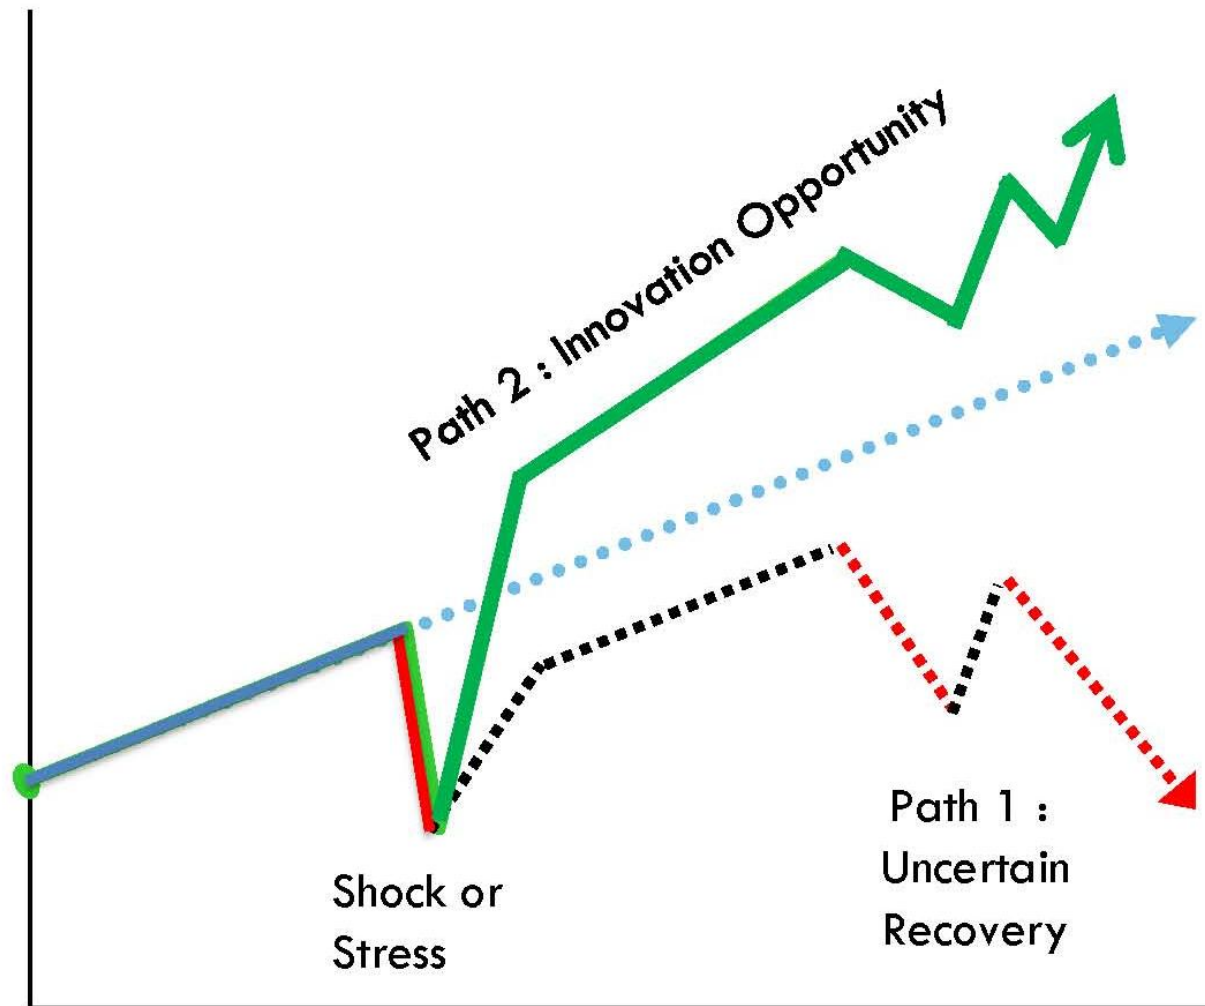 Path 2 : Innovation Opportunity
Shock or
Stress
Path 1 :
Uncertain
Recovery